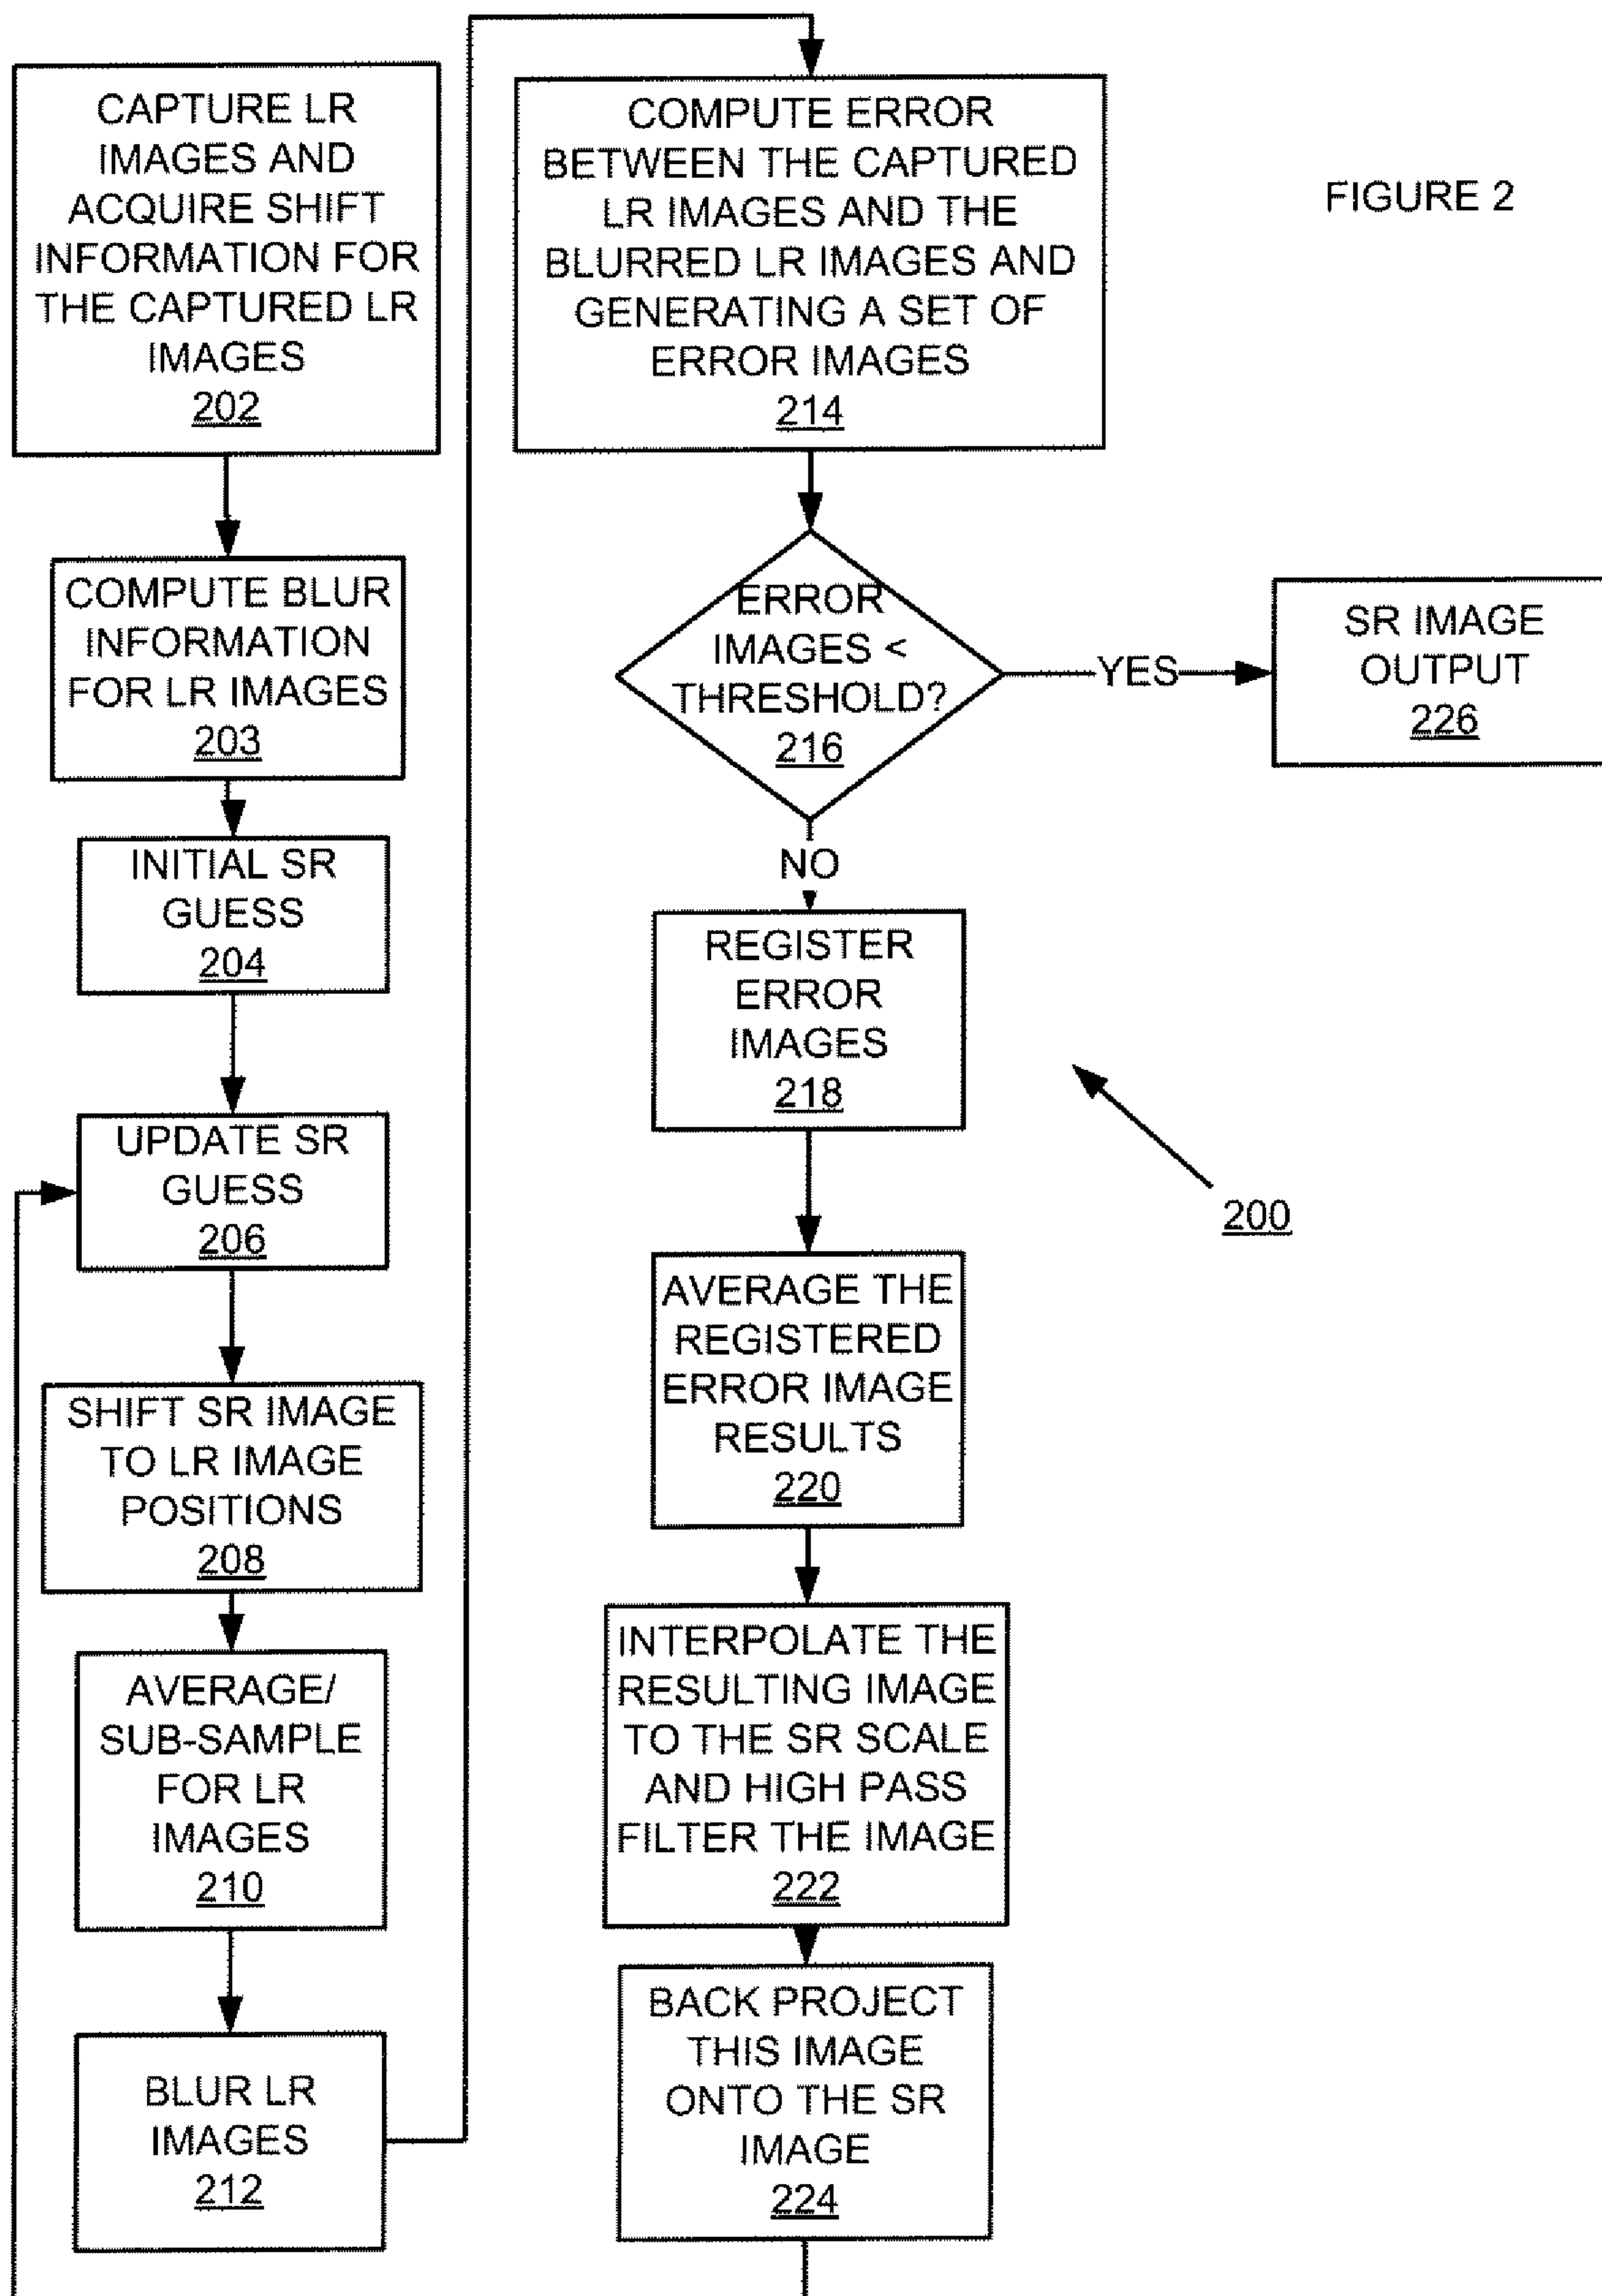 CAPTURE LR
IMAGES AND
ACQUIRE SHIFT
INFORMATION FOR
THE CAPTURED LR
IMAGES
202
COMPUTE BLUR
INFORMATION
FOR LR IMAGES
203
INITIAL SR
GUESS
204
UPDATE SR
GUESS
206
SHIFT SR IMAGE
TO LR IMAGE
POSITIONS
208
AVERAGE/
SUB-SAMPLE
FOR LR
IMAGES
210
BLUR LR
IMAGES
212
COMPUTE ERROR
BETWEEN THE CAPTURED
LR IMAGES AND THE
BLURRED LR IMAGES AND
GENERATING A SET OF
ERROR IMAGES
214
ERROR
IMAGES <
THRESHOLD?
216
YES
SR IMAGE
OUTPUT
226
NO
REGISTER
ERROR
IMAGES
218
AVERAGE THE
REGISTERED
ERROR IMAGE
RESULTS
220
INTERPOLATE THE
RESULTING IMAGE
TO THE SR SCALE
AND HIGH PASS
FILTER THE IMAGE
222
BACK PROJECT
THIS IMAGE
ONTO THE SR
IMAGE
224
FIGURE 2
200